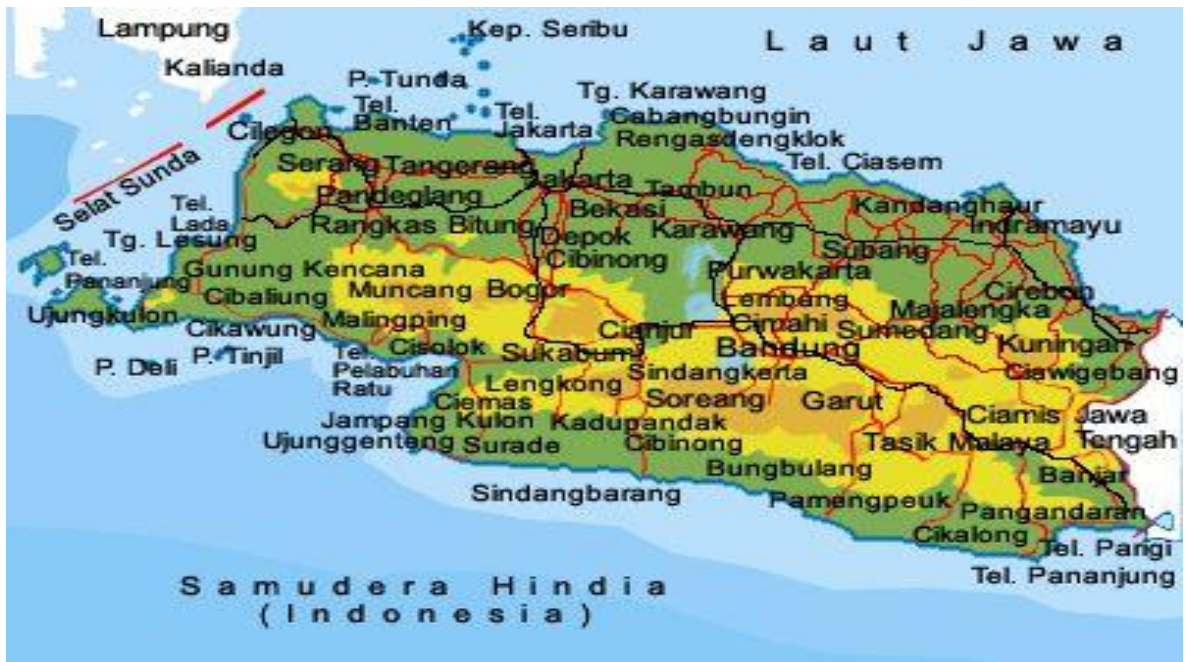 Lampung
Kep. Seribu
Laut Jawa
Kalianda
P. Tunda
Tg. Karawang
Tel.
Banten
Tel.
Jakarta
Cabangbungin
Cilegon
Rengasdengklok
Tel. Ciasem
Serang
Tangerang
Jakarta
Tambun
Selat Sunda
Pandeglang
Bekasi
Kandanghaur
Tel.
Lada
Rangkas Bitung
Depok
Karawang
Indramayu
Tg. Lesung
Cibinong
Subang
Tel.
Pananjung
Gunung Kencana
Purwakarta
Cibaliung
Muncang
Bogor
Lembang
Majalengka
Cirebon
Ujungkulon
Cikawung
Malingping
Cianjur
Cimahi
Sumedang
P. Deli
P. Tinjil
Cisolok
Sukabumi
Bandung
Kuningan
Tel.
Pelabuhan
Ratu
Lengkong
Sindangkerta
Ciawigebang
Ciemas
Soreang
Garut
Jampang Kulon
Kadupandak
Ciamis
Jawa
Tengah
Ujunggenteng
Surade
Cibinong
Tasik Malaya
Bungbulang
Banjar
Sindangbarang
Pamengpeuk
Pangandaran
Cikalong
Tel. Parigi
Tel. Pananjung
Samudera Hindia
(Indonesia)